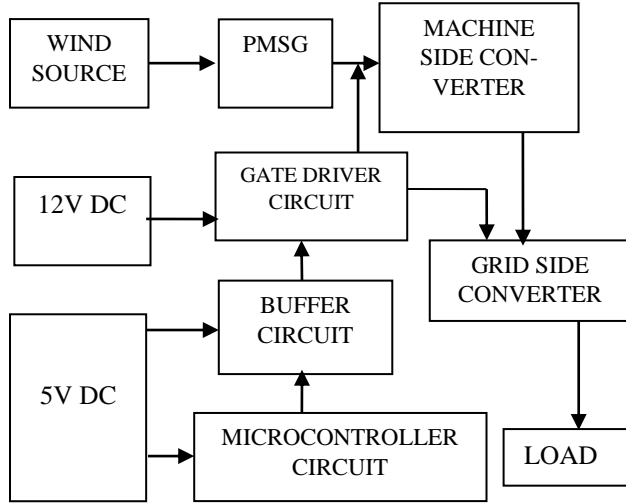 WIND
SOURCE
PMSG
MACHINE
SIDE CON-
VERTER
12V DC
GATE DRIVER
CIRCUIT
GRID SIDE
CONVERTER
BUFFER
CIRCUIT
5V DC
MICROCONTROLLER
CIRCUIT
LOAD